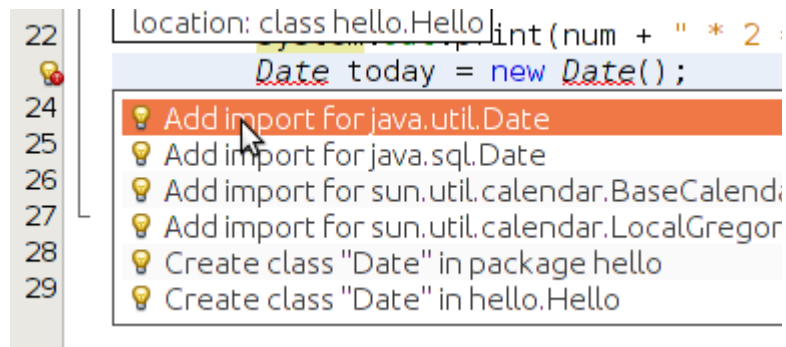 location: class hello.Hello
22 print(num + " * 2
Date today = new Date();
24 Add import for java.util.Date
25 Add import for java.sql.Date
26 Add import for sun.util.calendar.BaseCalenda
27 Add import for sun.util.calendar.LocalGregor
28 Create class "Date" in package hello
29 Create class "Date" in hello.Hello